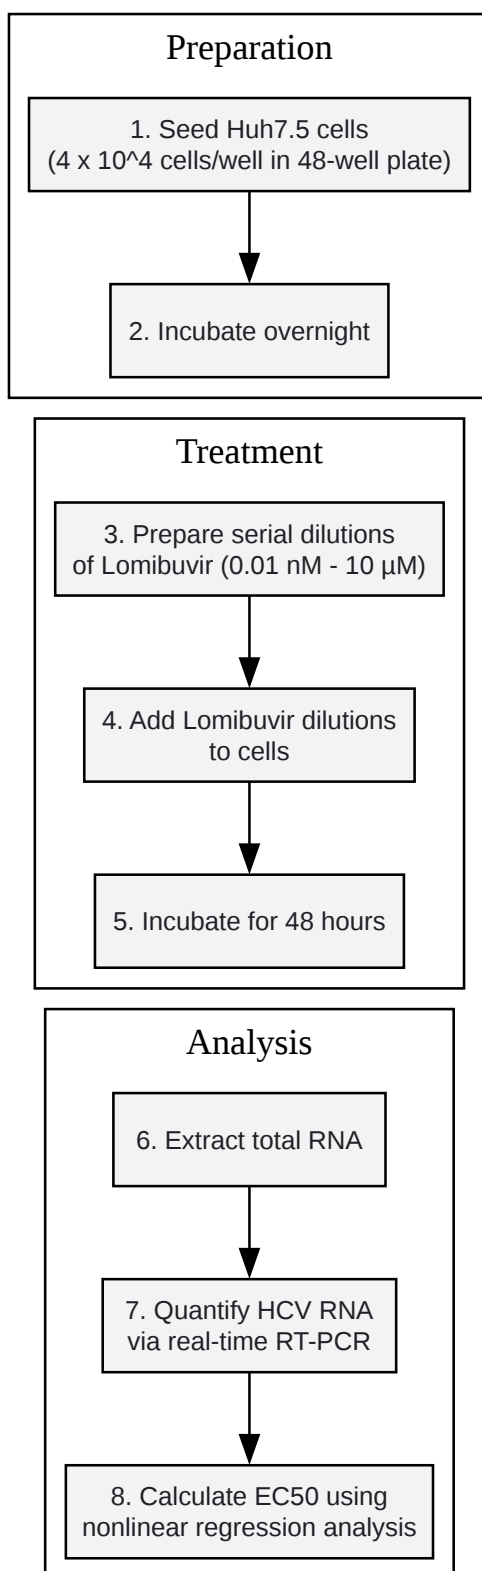 Preparation
1. Seed Huh7.5 cells
(4 x 10^4 cells/well in 48-well plate)
2. Incubate overnight
Treatment
3. Prepare serial dilutions
of Lomibuvir (0.01 nM - 10 µM)
4. Add Lomibuvir dilutions
to cells
5. Incubate for 48 hours
Analysis
6. Extract total RNA
7. Quantify HCV RNA
via real-time RT-PCR
8. Calculate EC50 using
nonlinear regression analysis